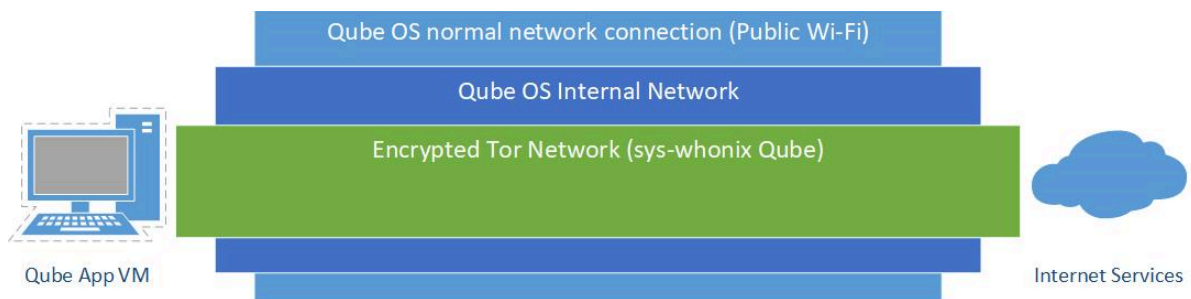 Qube OS normal network connection (Public Wi-Fi)
Qube OS Internal Network
Encrypted Tor Network (sys-whonix Qube)
Qube App VM
Internet Services